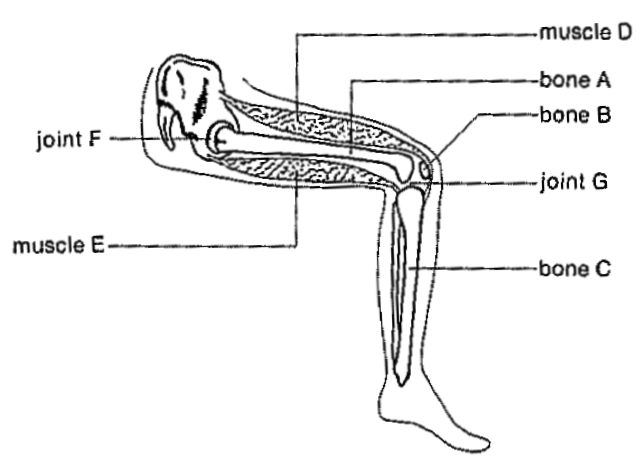 muscle D
bone A
bone B
joint F
joint G
muscle E
bone C